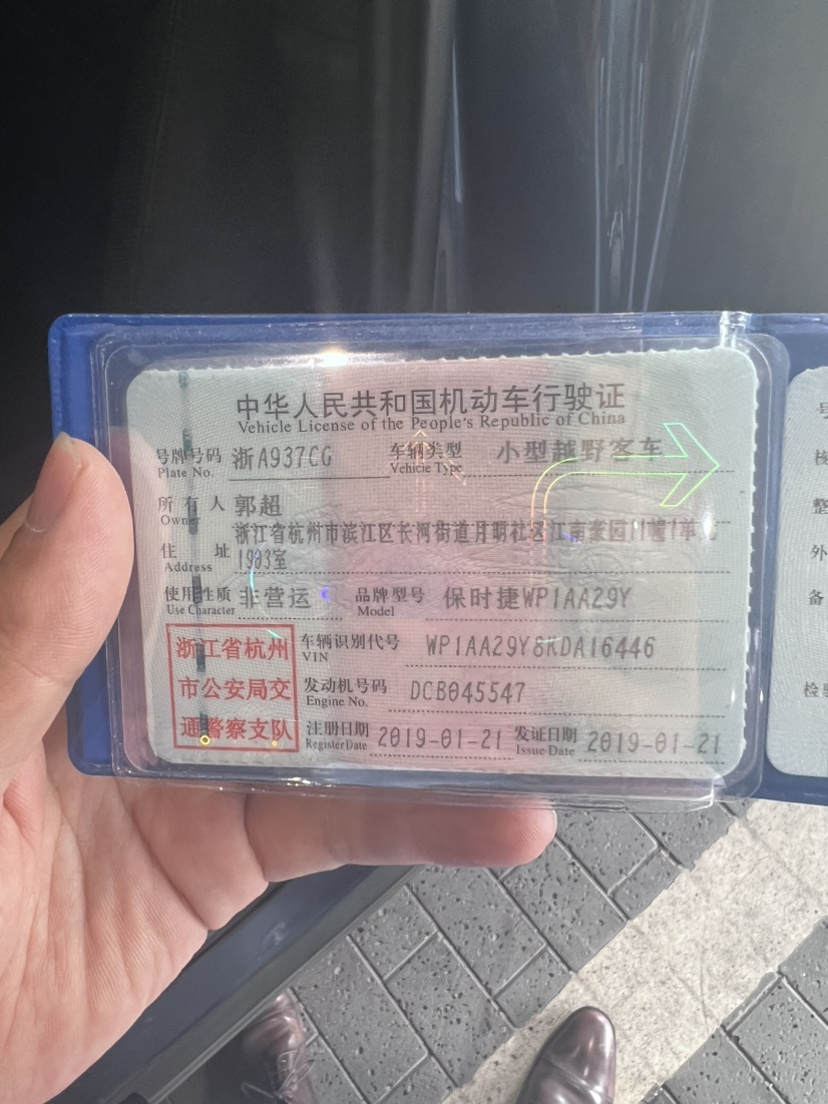 中华人民共和国机动车行驶证
Vehicle License of the People's Republic of China
号牌号码 浙A937CG 车辆类型 小型越野客车
Plate No. Vehicle Type
所有人 郭超
Owner
住址 浙江省杭州市滨江区长河街道月明社区江南豪园11幢1单元
Address 1903室
使用性质 非营运 品牌型号 保时捷WP1AA29Y
Use Character Model
浙江省杭州
市公安局交
通警察支队
车辆识别代号 WP1AA29Y8KDA16446
VIN
发动机号码 DCB045547
Engine No.
注册日期 2019-01-21 发证日期 2019-01-21
Register Date Issue Date
号
核
整
外
备
检验